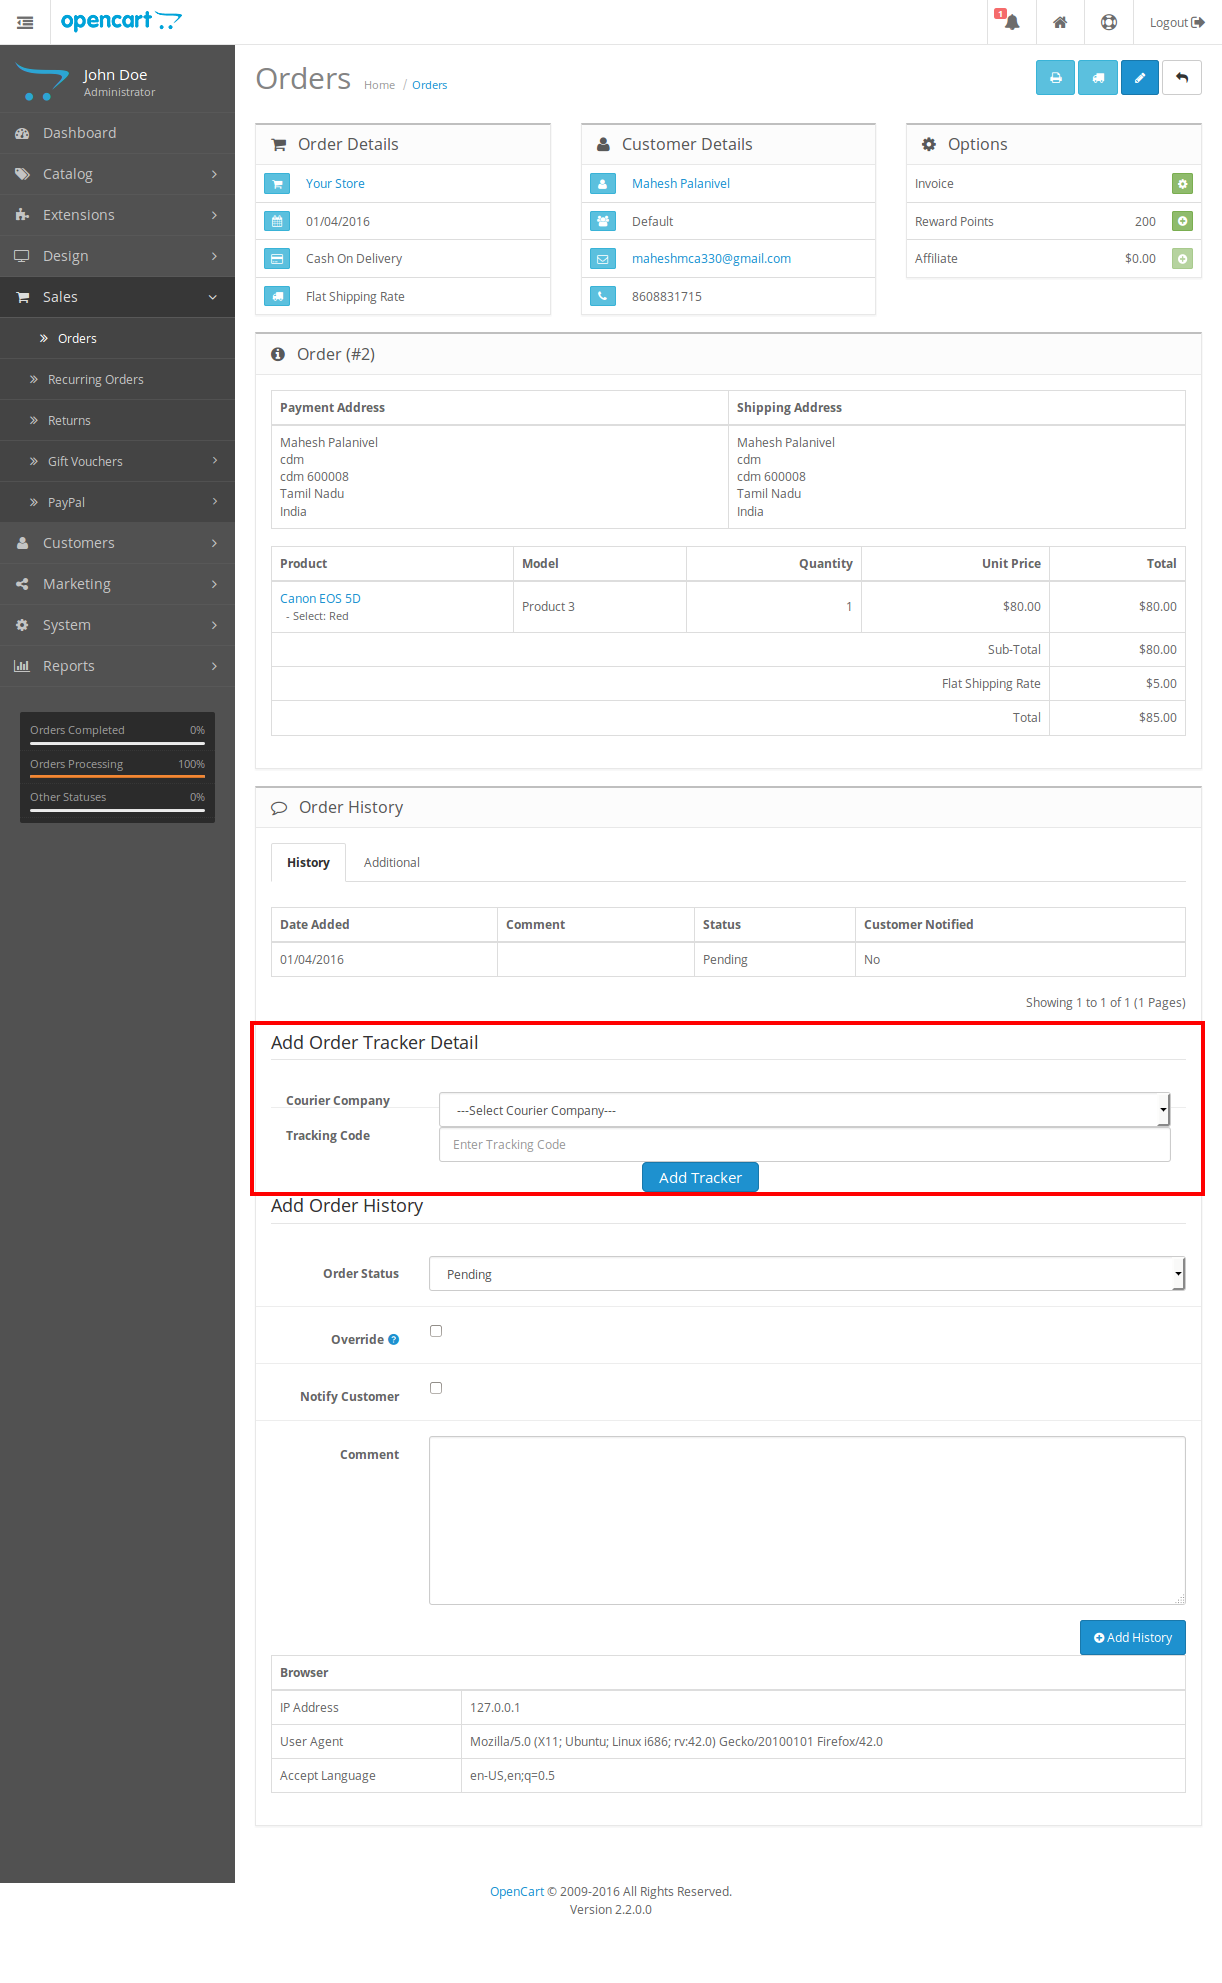 opencart
1
Logout
John Doe
Administrator
Dashboard
Catalog
Extensions
Design
Sales
Orders
Recurring Orders
Returns
Gift Vouchers
PayPal
Customers
Marketing
System
Reports
Orders Completed 0%
Orders Processing 100%
Other Statuses 0%
Orders Home / Orders
Order Details
Your Store
01/04/2016
Cash On Delivery
Flat Shipping Rate
Customer Details
Mahesh Palanivel
Default
maheshmca330@gmail.com
8608831715
Options
Invoice
Reward Points 200
Affiliate $0.00
Order (#2)
Payment Address Shipping Address
Mahesh Palanivel Mahesh Palanivel
cdm cdm
cdm 600008 cdm 600008
Tamil Nadu Tamil Nadu
India India
Product Model Quantity Unit Price Total
Canon EOS 5D
- Select: Red Product 3 1 $80.00 $80.00
Sub-Total $80.00
Flat Shipping Rate $5.00
Total $85.00
Order History
History Additional
Date Added Comment Status Customer Notified
01/04/2016 Pending No
Showing 1 to 1 of 1 (1 Pages)
Add Order Tracker Detail
Courier Company ---Select Courier Company---
Tracking Code Enter Tracking Code
Add Tracker
Add Order History
Order Status Pending
Override ?
Notify Customer
Comment
Add History
Browser
IP Address 127.0.0.1
User Agent Mozilla/5.0 (X11; Ubuntu; Linux i686; rv:42.0) Gecko/20100101 Firefox/42.0
Accept Language en-US,en;q=0.5
OpenCart © 2009-2016 All Rights Reserved.
Version 2.2.0.0